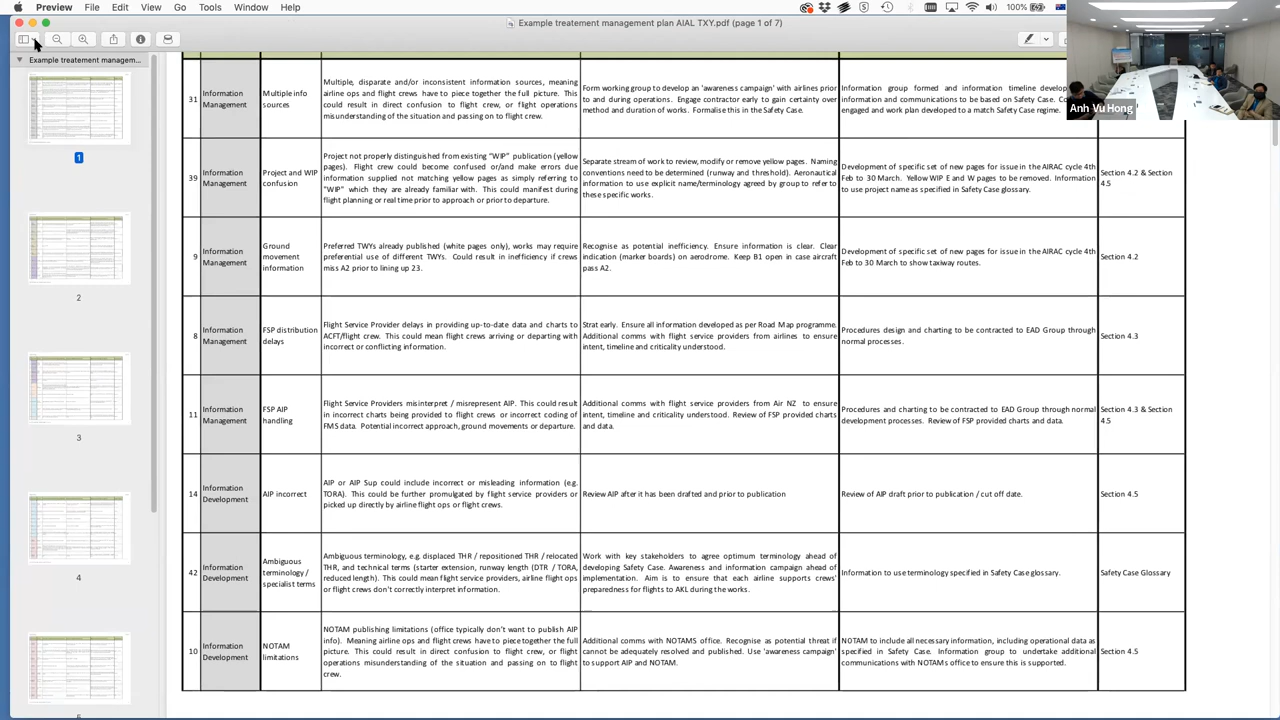 Preview File Edit View Go Tools Window Help
100%
Example treatement management plan AIAL TXY.pdf (page 1 of 7)
Example treatement managem...
1
2
3
4
5
31
Information
Management
Multiple info
sources
Multiple, disparate and/or inconsistent information sources, meaning
airline ops and flight crews have to piece together the full picture. This
could result in direct confusion to flight crew, or flight operations
misunderstanding of the situation and passing on to flight crew.
Form working group to develop an 'awareness campaign' with airlines prior
to and during operations. Engage contractor early to gain certainty over
method and duration of works. Formalise this in the Safety Case.
Information group formed and information timeline develop
information and communications to be based on Safety Case. Co
engaged and work plan developed to a match Safety Case regime.
39
Information
Management
Project and WIP
confusion
Project not properly distinguished from existing "WIP" publication (yellow
pages). Flight crew could become confused or/and make errors due
information supplied not matching yellow pages as simply referring to
"WIP" which they are already familiar with. This could manifest during
flight planning or real time prior to approach or prior to departure.
Separate stream of work to review, modify or remove yellow pages. Naming
conventions need to be determined (runway and threshold). Aeronautical
information to use explicit name/terminology agreed by group to refer to
these specific works.
Development of specific set of new pages for issue in the AIRAC cycle 4th
Feb to 30 March. Yellow WIP E and W pages to be removed. Information
to use project name as specified in Safety Case glossary.
Section 4.2 & Section
4.5
9
Information
Management
Ground
movement
information
Preferred TWYs already published (white pages only), works may require
preferential use of different TWYs. Could result in inefficiency if crews
miss A2 prior to lining up 23.
Recognise as potential inefficiency. Ensure information is clear. Clear
indication (marker boards) on aerodrome. Keep B1 open in case aircraft
pass A2.
Development of specific set of new pages for issue in the AIRAC cycle 4th
Feb to 30 March to show taxiway routes.
Section 4.2
8
Information
Management
FSP distribution
delays
Flight Service Provider delays in providing up-to-date data and charts to
ACFT/flight crew. This could mean flight crews arriving or departing with
incorrect or conflicting information.
Strat early. Ensure all information developed as per Road Map programme.
Additional comms with flight service providers from airlines to ensure
intent, timeline and criticality understood.
Procedures design and charting to be contracted to EAD Group through
normal processes.
Section 4.3
11
Information
Management
FSP AIP
handling
Flight Service Providers misinterpret / misrepresent AIP. This could result
in incorrect charts being provided to flight crews or incorrect coding of
FMS data. Potential incorrect approach, ground movements or departure.
Additional comms with flight service providers from Air NZ to ensure
intent, timeline and criticality understood. Review of FSP provided charts
and data.
Procedures and charting to be contracted to EAD Group through normal
development processes. Review of FSP provided charts and data.
Section 4.3 & Section
4.5
14
Information
Development
AIP incorrect
AIP or AIP Sup could include incorrect or misleading information (e.g.
TORA). This could be further promulgated by flight service providers or
picked up directly by airline flight ops or flight crews.
Review AIP after it has been drafted and prior to publication
Review of AIP draft prior to publication / cut off date.
Section 4.5
42
Information
Development
Ambiguous
terminology /
specialist terms
Ambiguous terminology, e.g. displaced THR / repositioned THR / relocated
THR, and technical terms (starter extension, runway length (DTR / TORA,
reduced length). This could mean flight service providers, airline flight ops
or flight crews don't correctly interpret information.
Work with key stakeholders to agree optimum terminology ahead of
developing Safety Case. Awareness and information campaign ahead of
implementation. Aim is to ensure that each airline supports crews'
preparedness for flights to AKL during the works.
Information to use terminology specified in Safety Case glossary.
Safety Case Glossary
10
Information
Development
NOTAM
limitations
NOTAM publishing limitations (office typically don't want to publish AIP
info). Meaning airline ops and flight crews have to piece together the full
picture. This could result in direct confusion to flight crew, or flight
operations misunderstanding of the situation and passing on to flight
crew.
Additional comms with NOTAMS office. Recognise as potential threat if
cannot be adequately resolved and published. Use 'awareness campaign'
to support AIP and NOTAM.
NOTAM to include all necessary information, including operational data as
specified in Safety Case. Information group to undertake additional
communications with NOTAMs office to ensure this is supported.
Section 4.5
Anh Vu Hong